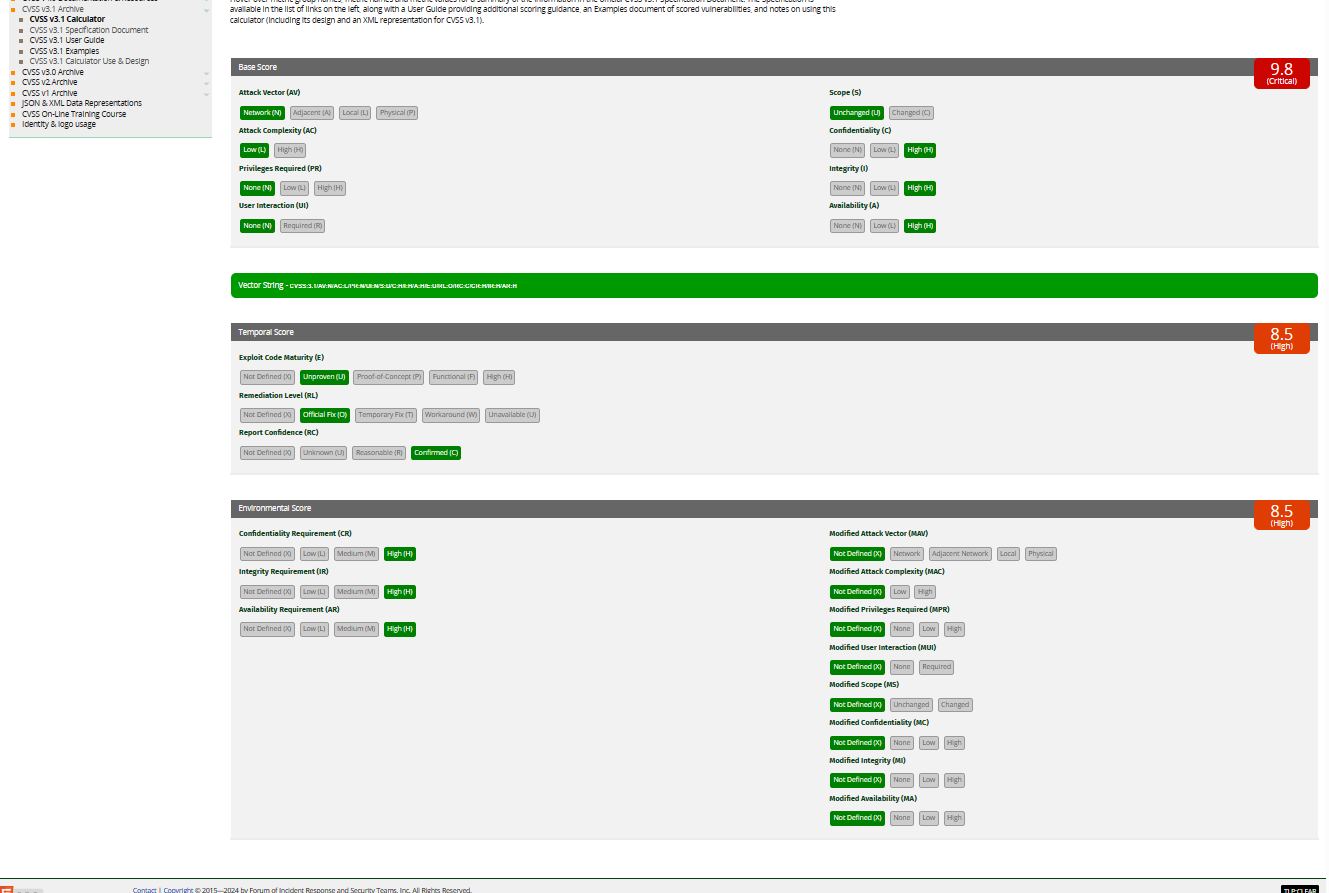 CVSS v3.1 Archive
CVSS v3.1 Calculator
CVSS v3.1 Specification Document
CVSS v3.1 User Guide
CVSS v3.1 Examples
CVSS v3.1 Calculator Use & Design
CVSS v3.0 Archive
CVSS v2 Archive
CVSS v1 Archive
JSON & XML Data Representations
CVSS On-Line Training Course
Identity & logo usage
available in the list of links on the left, along with a User Guide providing additional scoring guidance, an Examples document of scored vulnerabilities, and notes on using this
calculator (including its design and an XML representation for CVSS v3.1).
Base Score
9.8
(Critical)
Attack Vector (AV)
Network (N) Adjacent (A) Local (L) Physical (P)
Attack Complexity (AC)
Low (L) High (H)
Privileges Required (PR)
None (N) Low (L) High (H)
User Interaction (UI)
None (N) Required (R)
Scope (S)
Unchanged (U) Changed (C)
Confidentiality (C)
None (N) Low (L) High (H)
Integrity (I)
None (N) Low (L) High (H)
Availability (A)
None (N) Low (L) High (H)
Vector String - CVSS:3.1/AV:N/AC:L/PR:N/UI:N/S:U/C:H/I:H/A:H/E:U/RL:O/RC:C/CR:H/IR:H/AR:H
Temporal Score
8.5
(High)
Exploit Code Maturity (E)
Not Defined (X) Unproven (U) Proof-of-Concept (P) Functional (F) High (H)
Remediation Level (RL)
Not Defined (X) Official Fix (O) Temporary Fix (T) Workaround (W) Unavailable (U)
Report Confidence (RC)
Not Defined (X) Unknown (U) Reasonable (R) Confirmed (C)
Environmental Score
8.5
(High)
Confidentiality Requirement (CR)
Not Defined (X) Low (L) Medium (M) High (H)
Integrity Requirement (IR)
Not Defined (X) Low (L) Medium (M) High (H)
Availability Requirement (AR)
Not Defined (X) Low (L) Medium (M) High (H)
Modified Attack Vector (MAV)
Not Defined (X) Network Adjacent Network Local Physical
Modified Attack Complexity (MAC)
Not Defined (X) Low High
Modified Privileges Required (MPR)
Not Defined (X) None Low High
Modified User Interaction (MUI)
Not Defined (X) None Required
Modified Scope (MS)
Not Defined (X) Unchanged Changed
Modified Confidentiality (MC)
Not Defined (X) None Low High
Modified Integrity (MI)
Not Defined (X) None Low High
Modified Availability (MA)
Not Defined (X) None Low High
Contact | Copyright © 2015—2024 by Forum of Incident Response and Security Teams, Inc. All Rights Reserved.
TLP:CLEAR